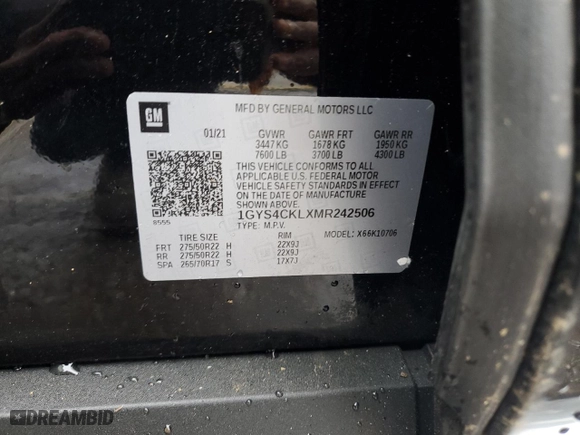 GM
MFD BY GENERAL MOTORS LLC
01/21 GVWR GAWR FRT GAWR RR
3447 KG 1678 KG 1950 KG
7600 LB 3700 LB 4300 LB
THIS VEHICLE CONFORMS TO ALL
APPLICABLE U.S. FEDERAL MOTOR
VEHICLE SAFETY STANDARDS IN EFFECT
ON THE DATE OF MANUFACTURE
SHOWN ABOVE.
8555
1GYS4CKLXMR242506
TYPE: M.P.V. MODEL: X66K10706
TIRE SIZE RIM
FRT 275/50R22 H 22X9J
RR 275/50R22 H 22X9J
SPA 265/70R17 S 17X7J
DREAMBID